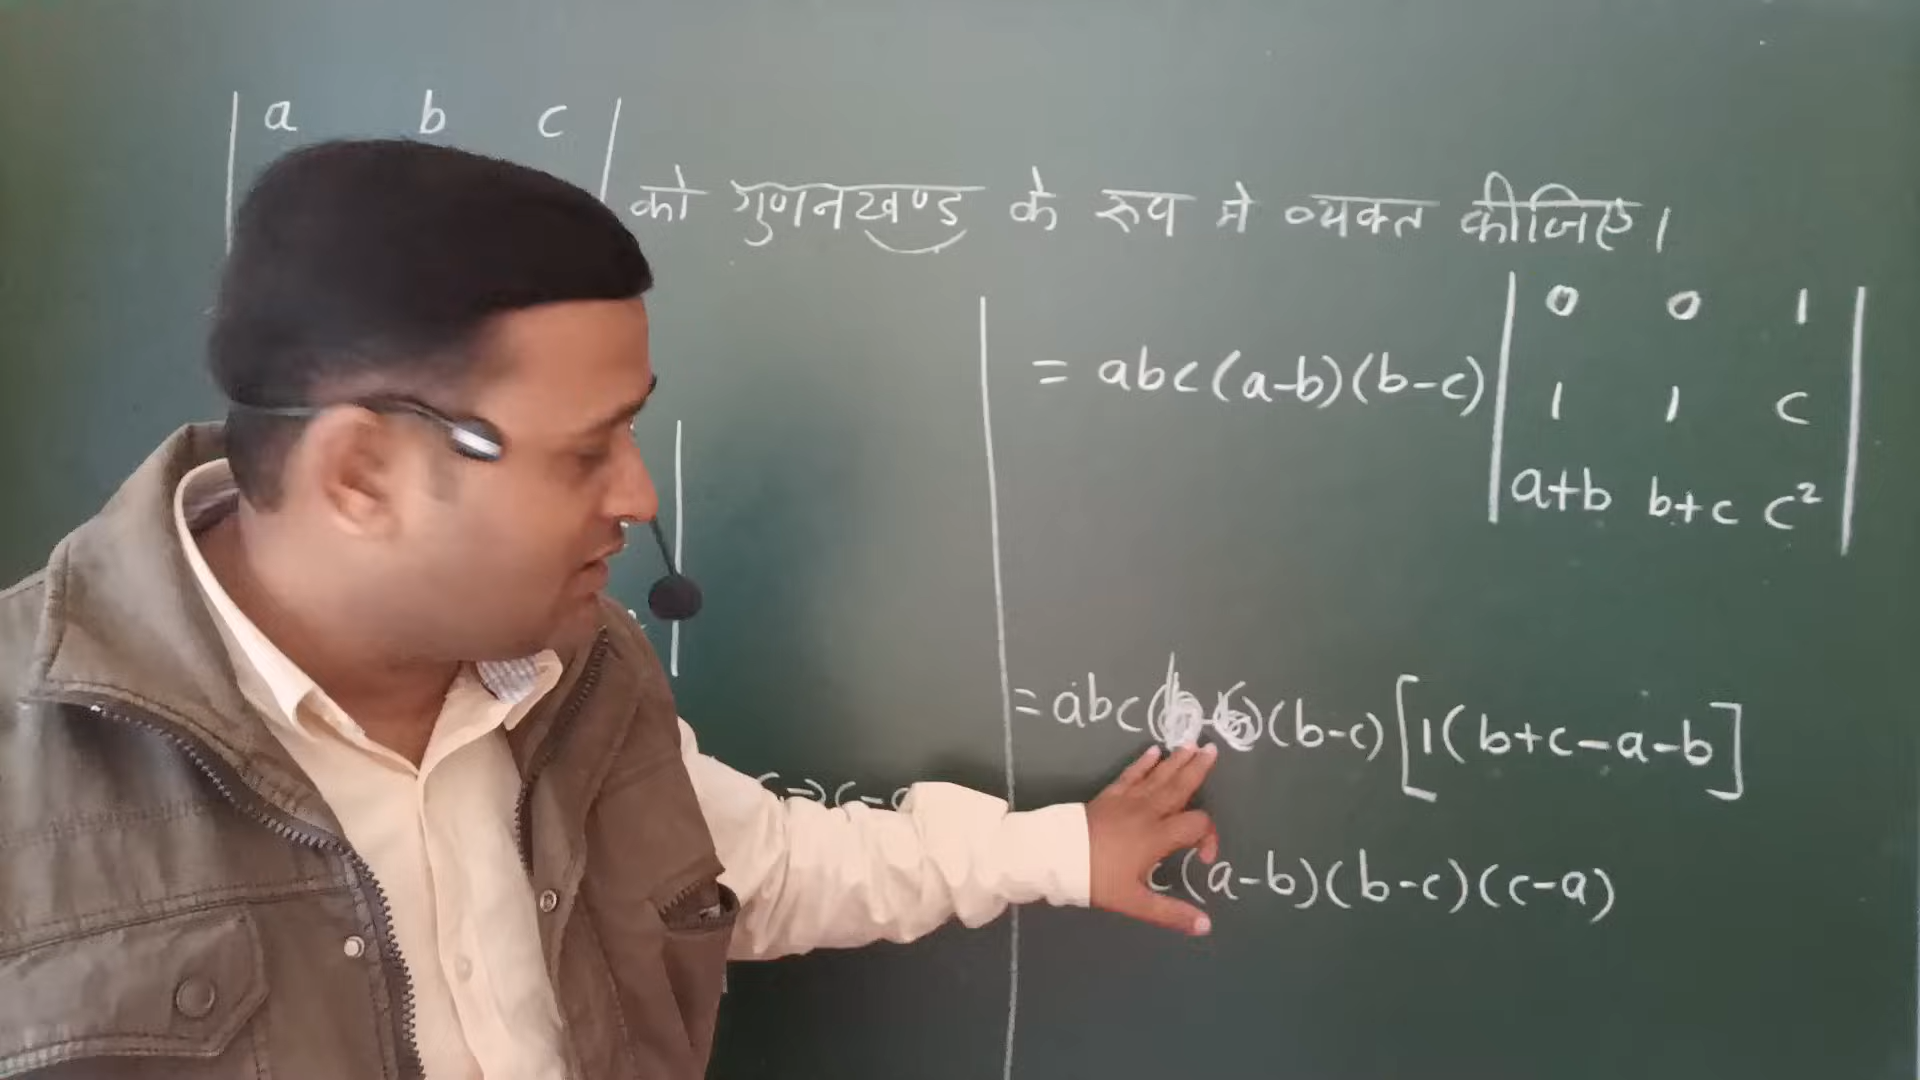 a b c
को गुणनखण्ड के रूप मे व्यक्त कीजिए।
0 0 1
= abc(a-b)(b-c)
1 1 c
a+b b+c c²
= abc( - )(b-c)[1(b+c-a-b]
c(a-b)(b-c)(c-a)